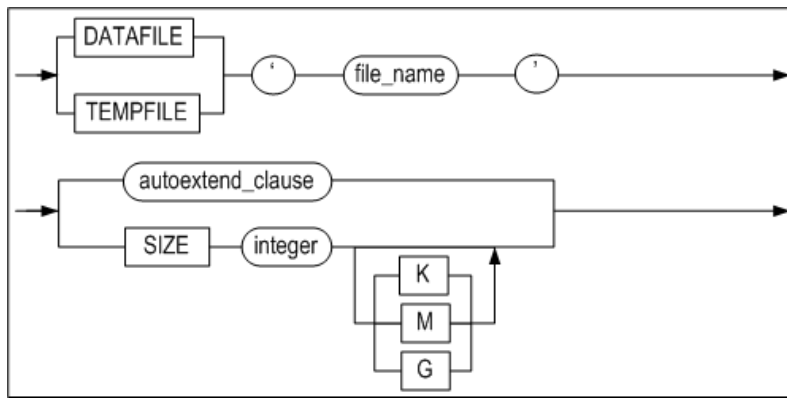 DATAFILE
‘ file_name ’
TEMPFILE
autoextend_clause
SIZE integer
K
M
G